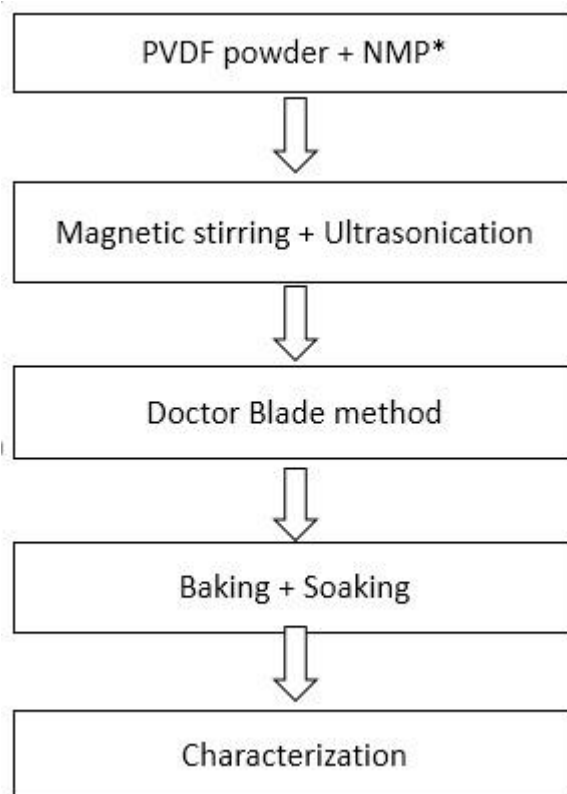 PVDF powder + NMP*
Magnetic stirring + Ultrasonication
Doctor Blade method
Baking + Soaking
Characterization